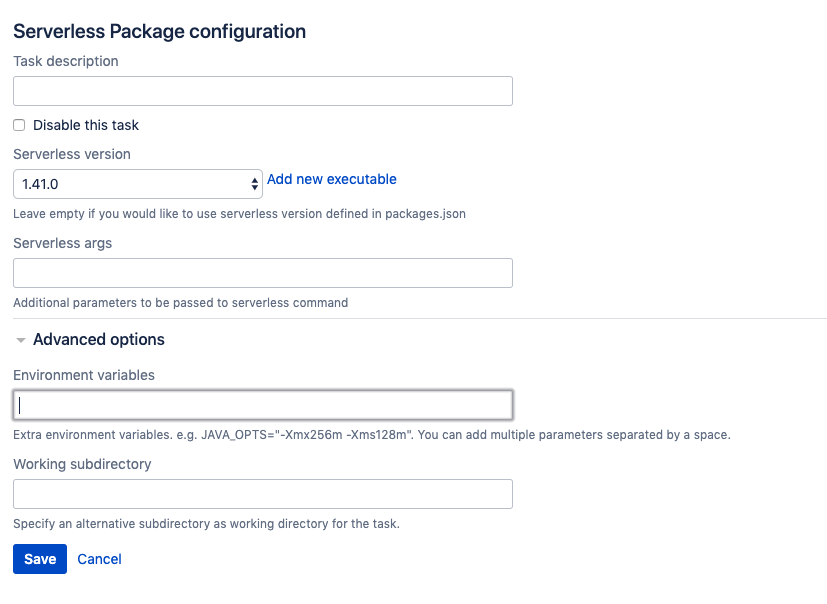 Serverless Package configuration
Task description
Disable this task
Serverless version
1.41.0 Add new executable
Leave empty if you would like to use serverless version defined in packages.json
Serverless args
Additional parameters to be passed to serverless command
Advanced options
Environment variables
Extra environment variables. e.g. JAVA_OPTS="-Xmx256m -Xms128m". You can add multiple parameters separated by a space.
Working subdirectory
Specify an alternative subdirectory as working directory for the task.
Save Cancel